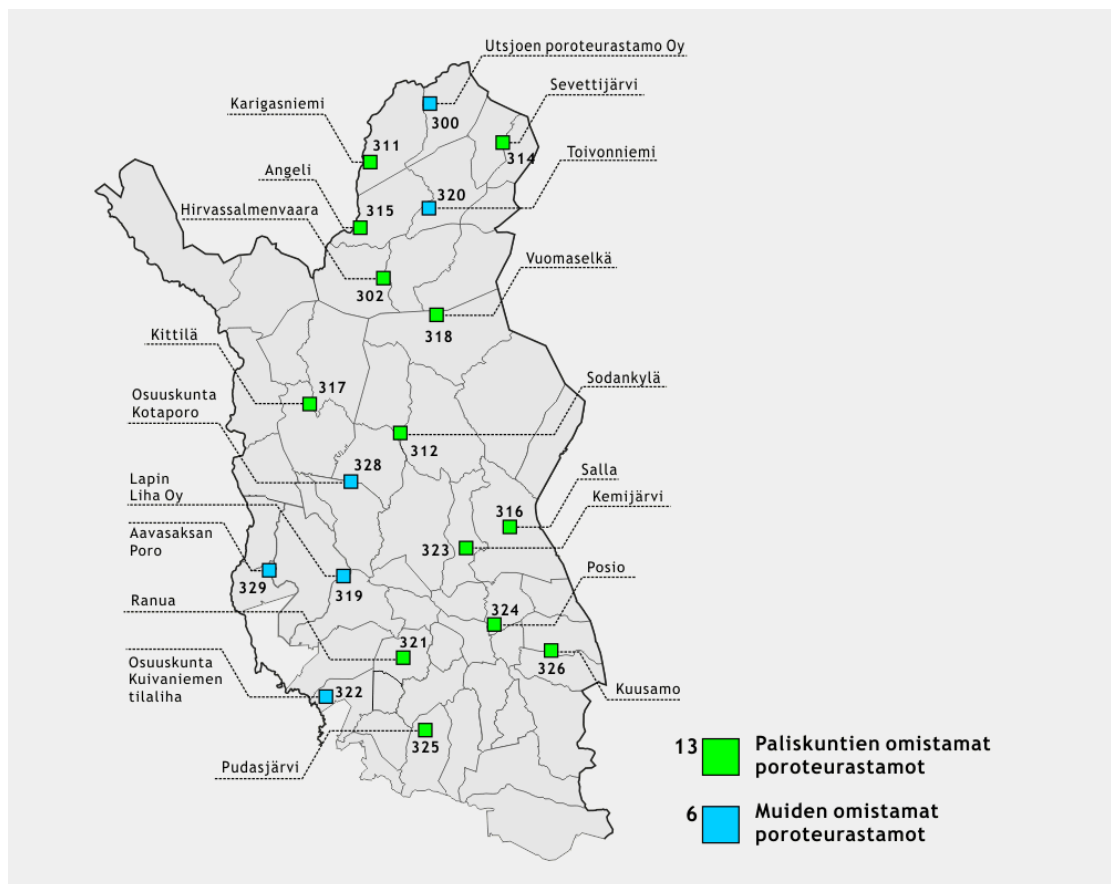 Utsjoen poroteurastamo Oy
Sevettijärvi
Karigasniemi
300
311
314
Toivonniemi
Angeli
320
Hirvassalmenvaara
315
Vuomaselkä
302
318
Kittilä
Sodankylä
317
Osuuskunta
Kotaporo
312
328
Salla
Lapin
Liha Oy
Kemijärvi
316
Aavasaksan
Poro
323
Posio
329
319
Ranua
324
321
326
Osuuskunta
Kuivaniemen
tilaliha
322
Kuusamo
325
Pudasjärvi
13 Paliskuntien omistamat
poroteurastamot
6 Muiden omistamat
poroteurastamot